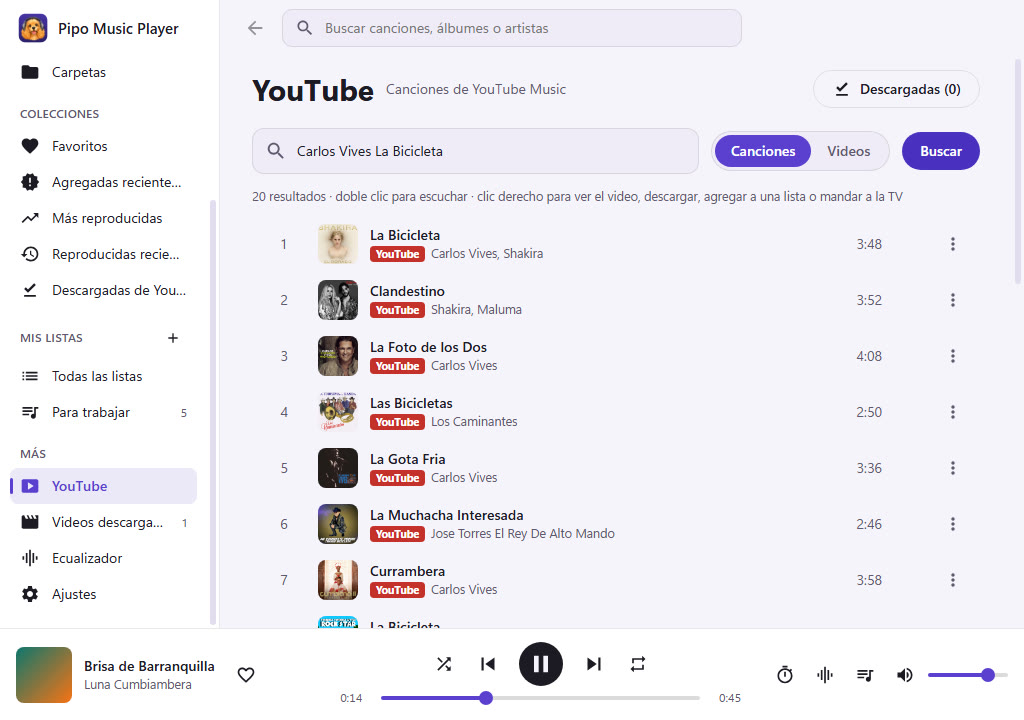 Pipo Music Player
Carpetas
COLECCIONES
Favoritos
Agregadas reciente...
Más reproducidas
Reproducidas recie...
Descargadas de You...
MIS LISTAS
Todas las listas
Para trabajar 5
MÁS
YouTube
Videos descarga... 1
Ecualizador
Ajustes
Buscar canciones, álbumes o artistas
YouTube Canciones de YouTube Music Descargadas (0)
Carlos Vives La Bicicleta Canciones Videos Buscar
20 resultados · doble clic para escuchar · clic derecho para ver el video, descargar, agregar a una lista o mandar a la TV
1 La Bicicleta 3:48
YouTube Carlos Vives, Shakira
2 Clandestino 3:52
YouTube Shakira, Maluma
3 La Foto de los Dos 4:08
YouTube Carlos Vives
4 Las Bicicletas 2:50
YouTube Los Caminantes
5 La Gota Fria 3:36
YouTube Carlos Vives
6 La Muchacha Interesada 2:46
YouTube Jose Torres El Rey De Alto Mando
7 Currambera 3:58
YouTube Carlos Vives
La Bicicleta
Brisa de Barranquilla
Luna Cumbiambera
0:14 0:45